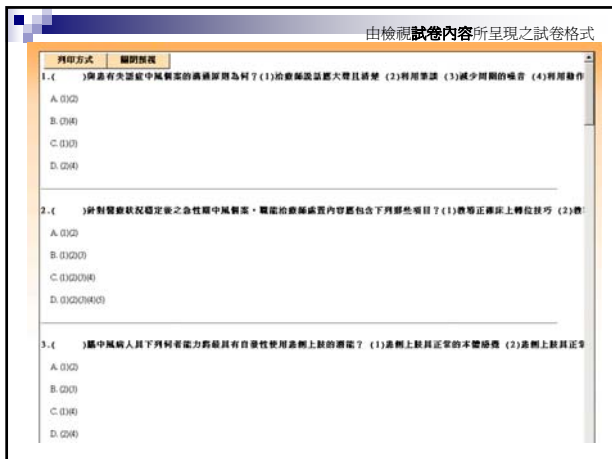 由檢視試卷內容所呈現之試卷格式
列印方式 關閉預視
1.( )與患有失語症中風個案的溝通原則為何？(1)治療師說話應大聲且清楚 (2)利用筆談 (3)減少周圍的噪音 (4)利用動作
A. (1)(2)
B. (3)(4)
C. (1)(3)
D. (2)(4)
2.( )針對醫療狀況穩定後之急性期中風個案，職能治療師處置內容應包含下列那些項目？(1)教導正確床上轉位技巧 (2)教
A. (1)(2)
B. (1)(2)(3)
C. (1)(2)(3)(4)
D. (1)(2)(3)(4)(5)
3.( )腦中風病人具下列何者能力將最具有自發性使用患側上肢的潛能？ (1)患側上肢具正常的本體感覺 (2)患側上肢具正常
A. (1)(2)
B. (2)(3)
C. (1)(4)
D. (2)(4)